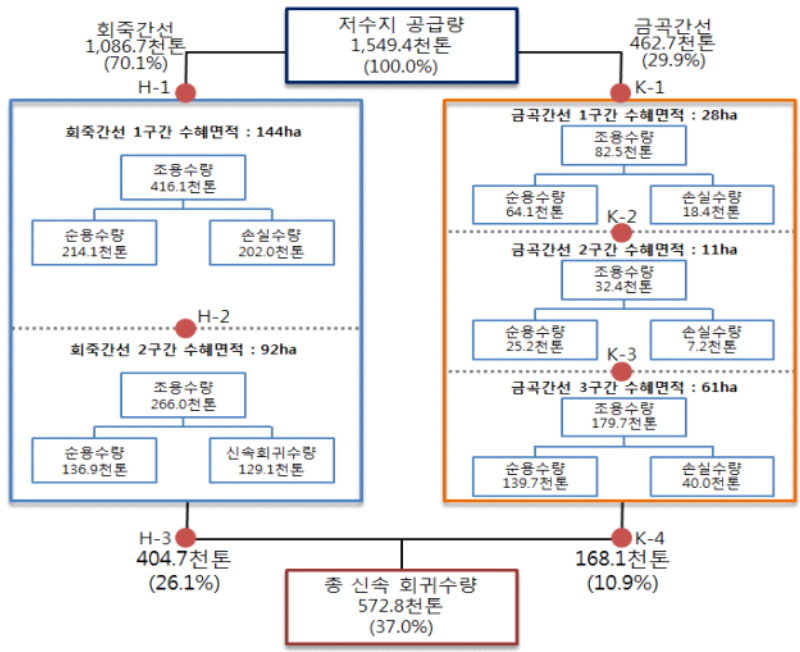 저수지 공급량
1,549.4천톤
(100.0%)
회죽간선
1,086.7천톤
(70.1%)
H-1
금곡간선
462.7천톤
(29.9%)
K-1
회죽간선 1구간 수혜면적 : 144ha
조용수량
416.1천톤
순용수량
214.1천톤
손실수량
202.0천톤
H-2
회죽간선 2구간 수혜면적 : 92ha
조용수량
266.0천톤
순용수량
136.9천톤
신속회귀수량
129.1천톤
금곡간선 1구간 수혜면적 : 28ha
조용수량
82.5천톤
순용수량
64.1천톤
손실수량
18.4천톤
K-2
금곡간선 2구간 수혜면적 : 11ha
조용수량
32.4천톤
순용수량
25.2천톤
손실수량
7.2천톤
K-3
금곡간선 3구간 수혜면적 : 61ha
조용수량
179.7천톤
순용수량
139.7천톤
손실수량
40.0천톤
H-3
404.7천톤
(26.1%)
K-4
168.1천톤
(10.9%)
총 신속 회귀수량
572.8천톤
(37.0%)